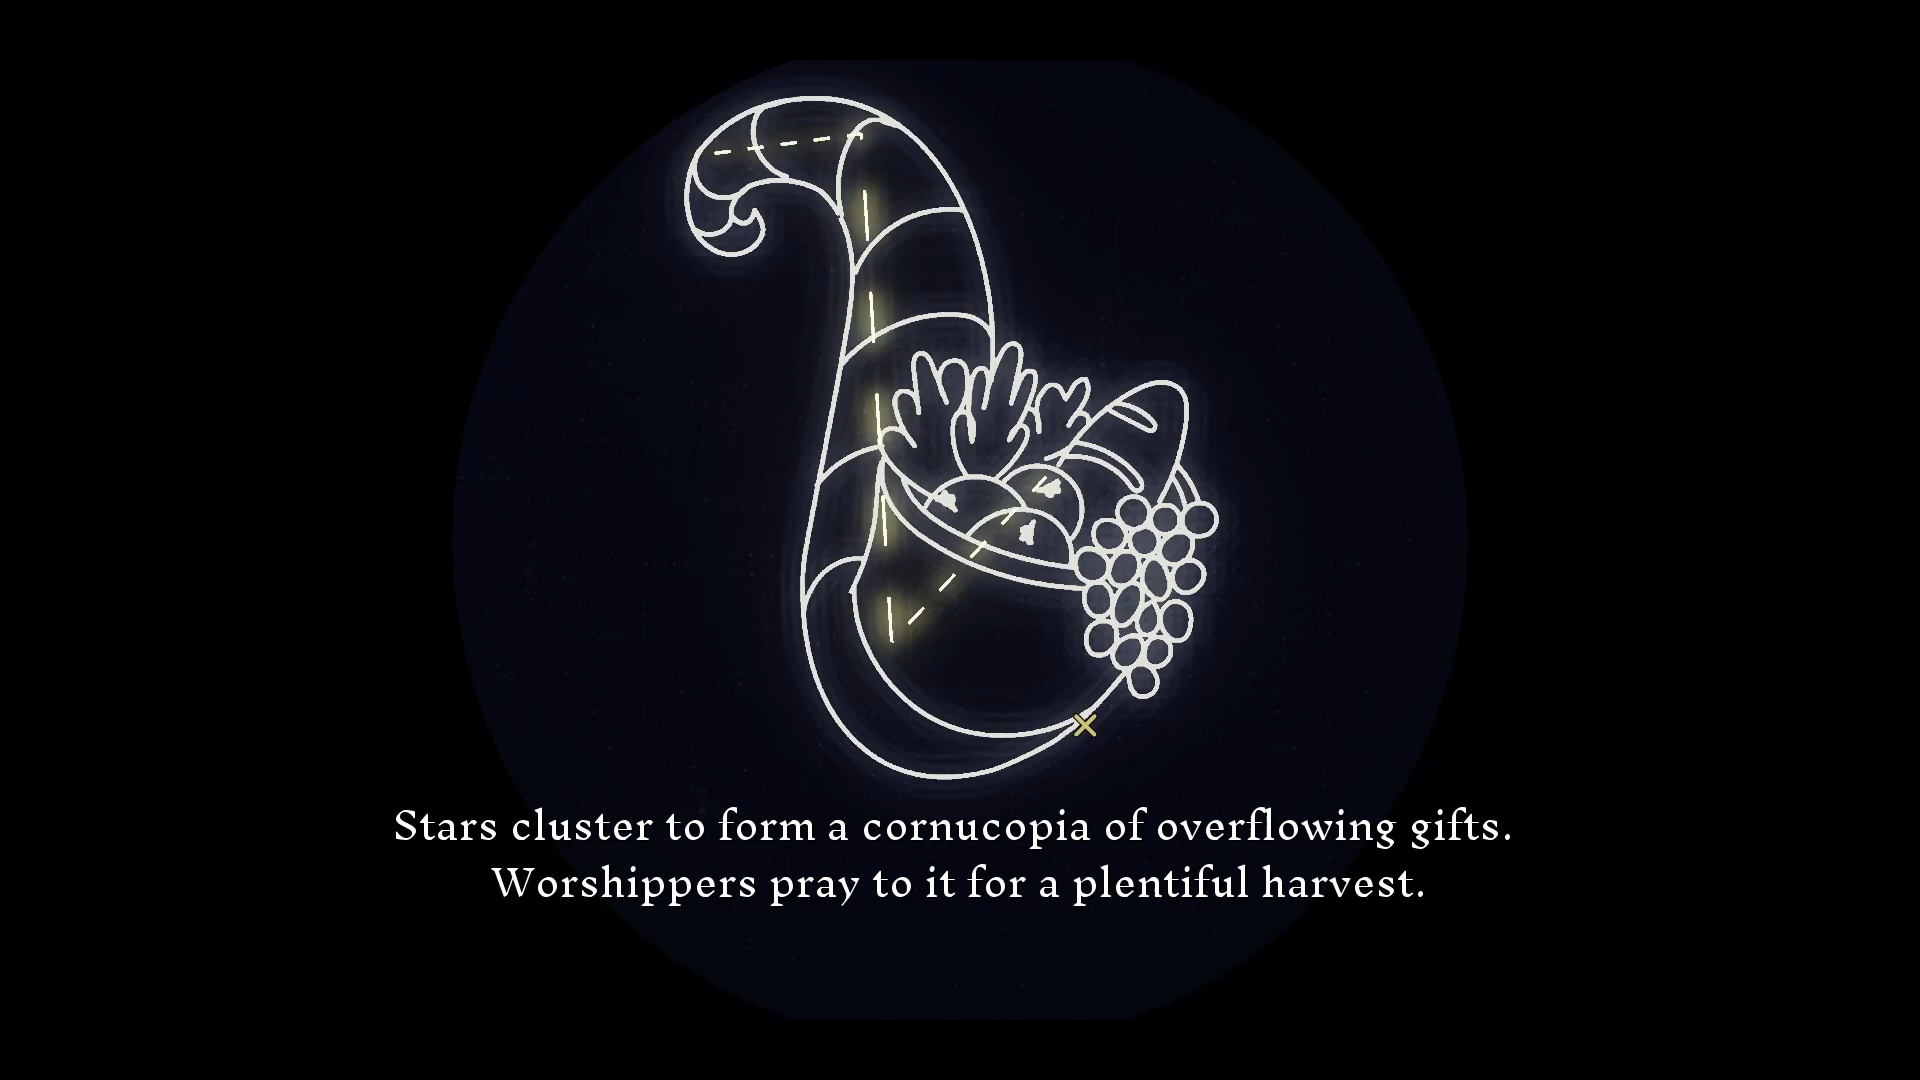 Stars cluster to form a cornucopia of overflowing gifts.
Worshippers pray to it for a plentiful harvest.